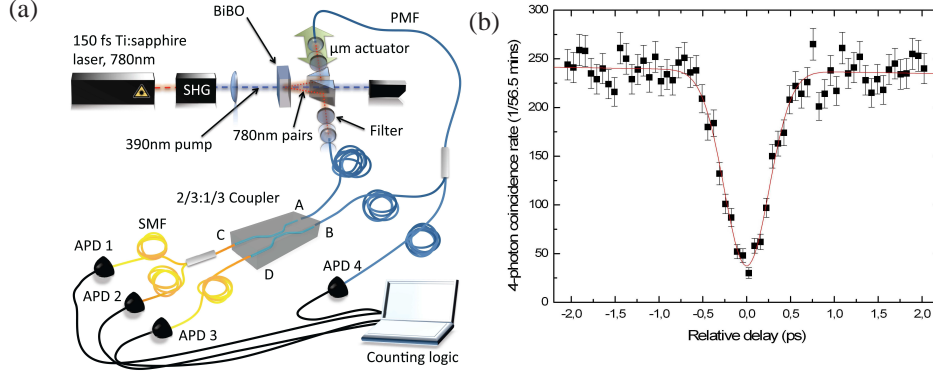 (a)
BiBO
PMF
150 fs Ti:sapphire
laser, 780nm
µm actuator
SHG
390nm pump
780nm pairs
Filter
2/3:1/3 Coupler
A
B
SMF
C
D
APD 1
APD 2
APD 3
APD 4
Counting logic
(b)
4-photon coincidence rate (1/56.5 mins)
300
250
200
150
100
50
0
-2,0 -1,5 -1,0 -0,5 0,0 0,5 1,0 1,5 2,0
Relative delay (ps)